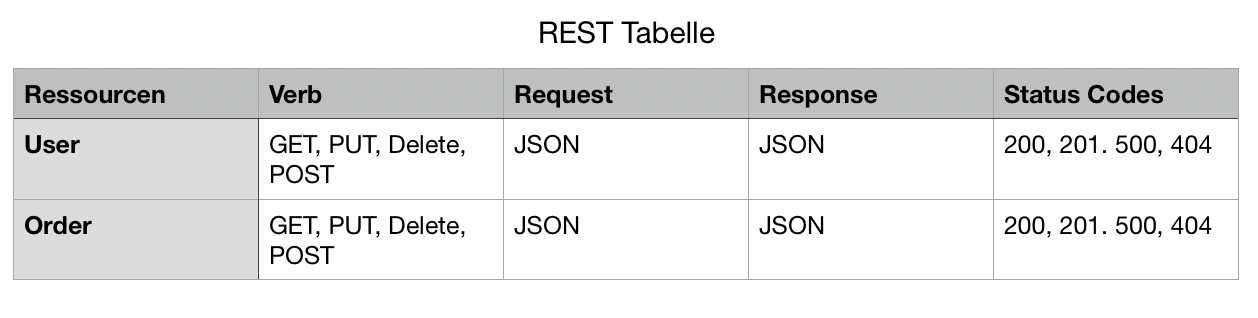 REST Tabelle
Ressourcen Verb Request Response Status Codes
User GET, PUT, Delete, JSON JSON 200, 201. 500, 404
POST
Order GET, PUT, Delete, JSON JSON 200, 201. 500, 404
POST